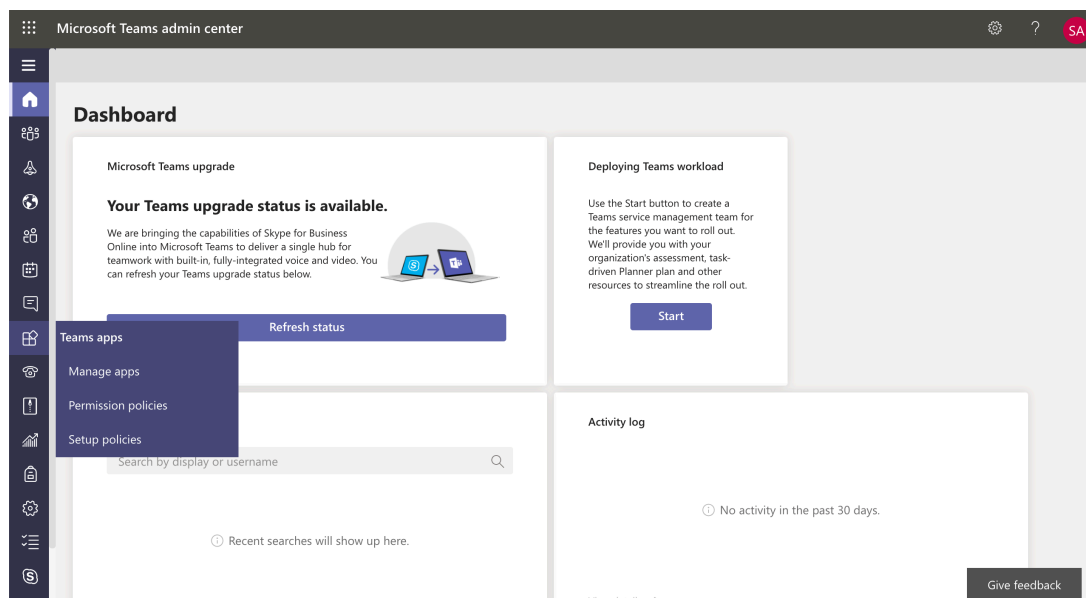 Microsoft Teams admin center
?
SA
Dashboard
Microsoft Teams upgrade
Your Teams upgrade status is available.
We are bringing the capabilities of Skype for Business
Online into Microsoft Teams to deliver a single hub for
teamwork with built-in, fully-integrated voice and video. You
can refresh your Teams upgrade status below.
Refresh status
Deploying Teams workload
Use the Start button to create a
Teams service management team for
the features you want to roll out.
We'll provide you with your
organization's assessment, task-
driven Planner plan and other
resources to streamline the roll out.
Start
Teams apps
Manage apps
Permission policies
Setup policies
Search by display or username
Recent searches will show up here.
Activity log
No activity in the past 30 days.
Give feedback